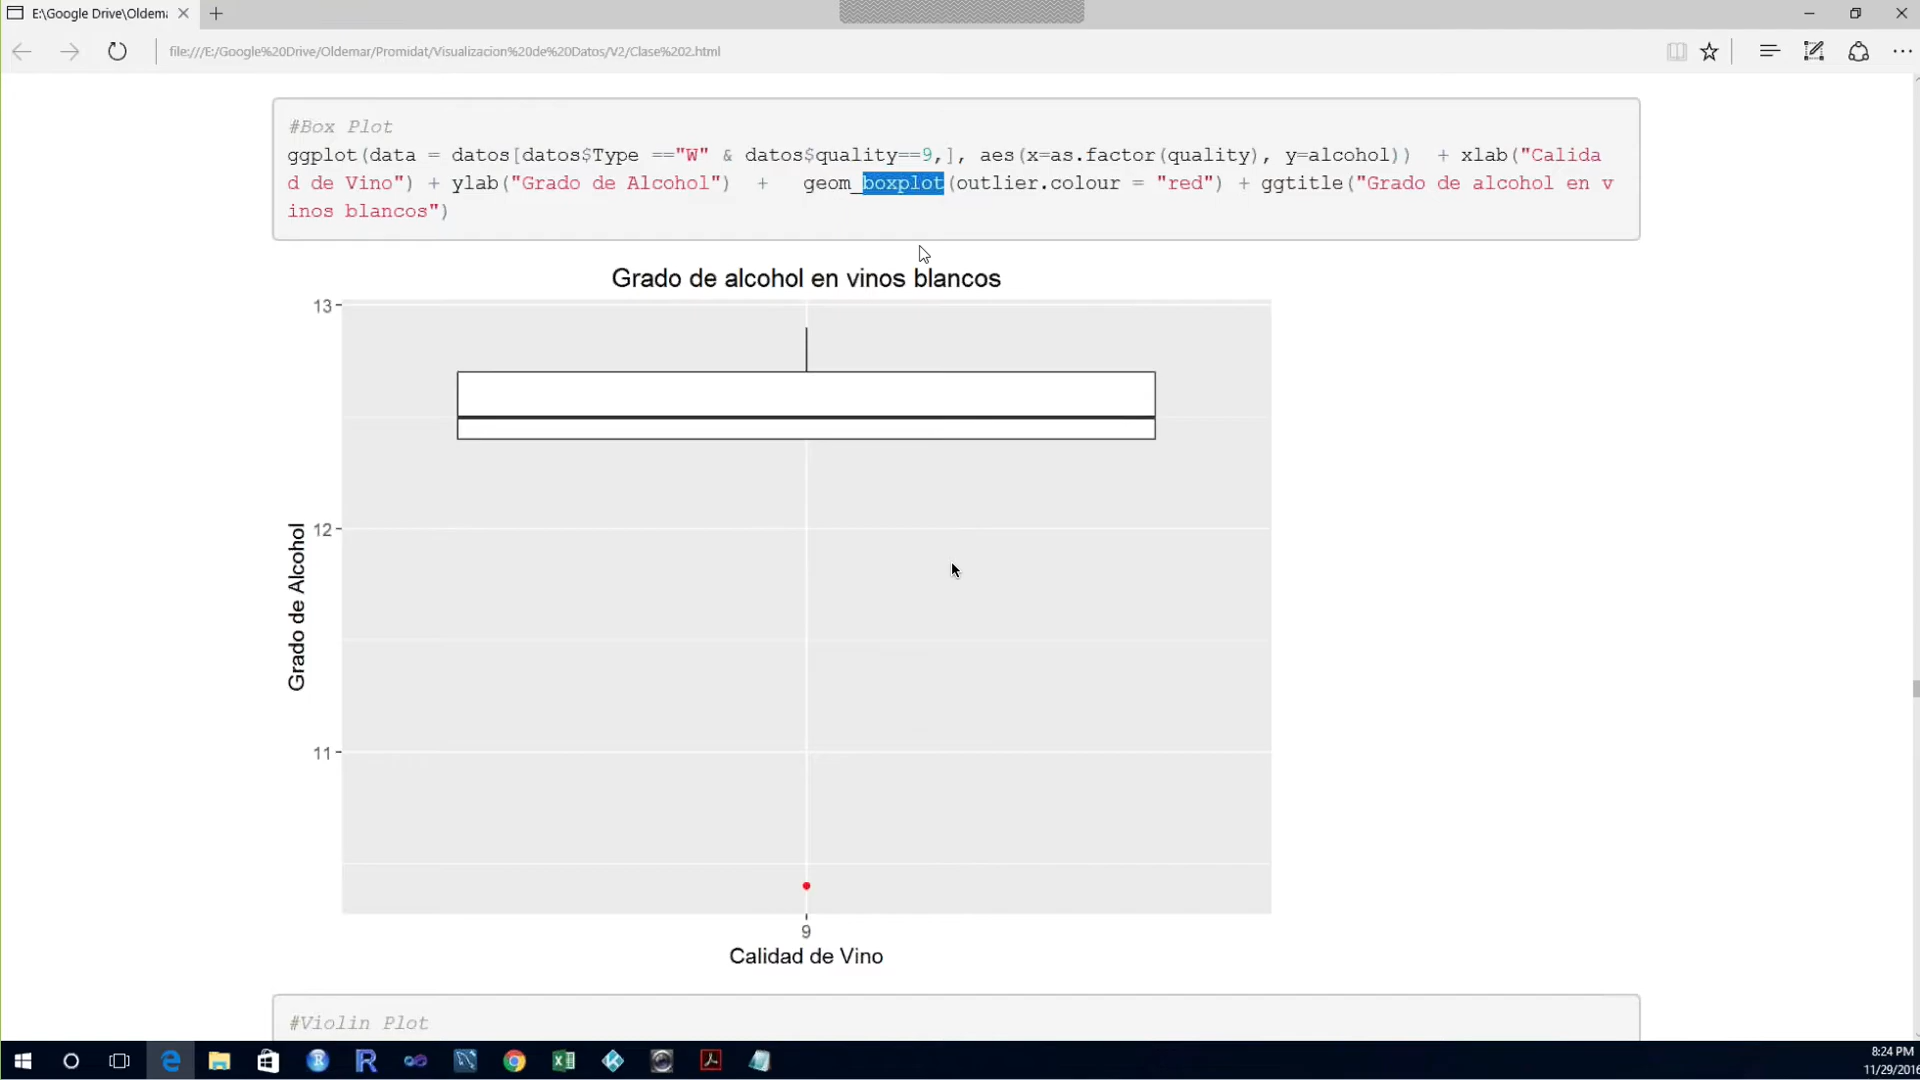 E:\Google Drive\Oldema
file:///E:/Google%20Drive/Oldemar/Promidat/Visualizacion%20de%20Datos/V2/Clase%202.html
#Box Plot
ggplot(data = datos[datos$Type =="W" & datos$quality==9,], aes(x=as.factor(quality), y=alcohol)) + xlab("Calida
d de Vino") + ylab("Grado de Alcohol") + geom_boxplot(outlier.colour = "red") + ggtitle("Grado de alcohol en v
inos blancos")
Grado de alcohol en vinos blancos
13
12
11
Grado de Alcohol
9
Calidad de Vino
#Violin Plot
8:24 PM
11/29/2016